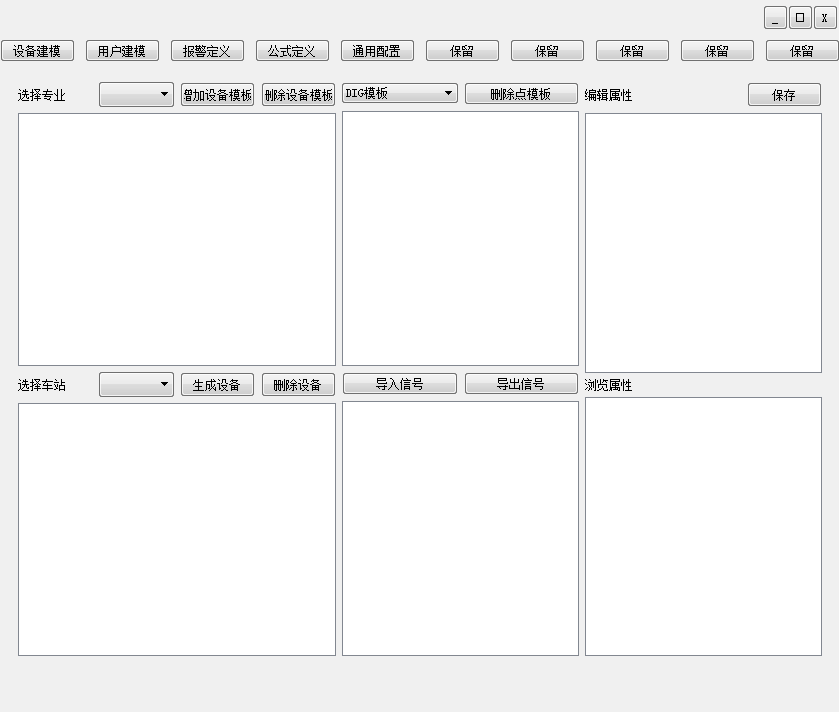 _ □ X
设备建模 用户建模 报警定义 公式定义 通用配置 保留 保留 保留 保留 保留
选择专业 增加设备模板 删除设备模板 DIG模板 删除点模板 编辑属性 保存
选择车站 生成设备 删除设备 导入信号 导出信号 浏览属性